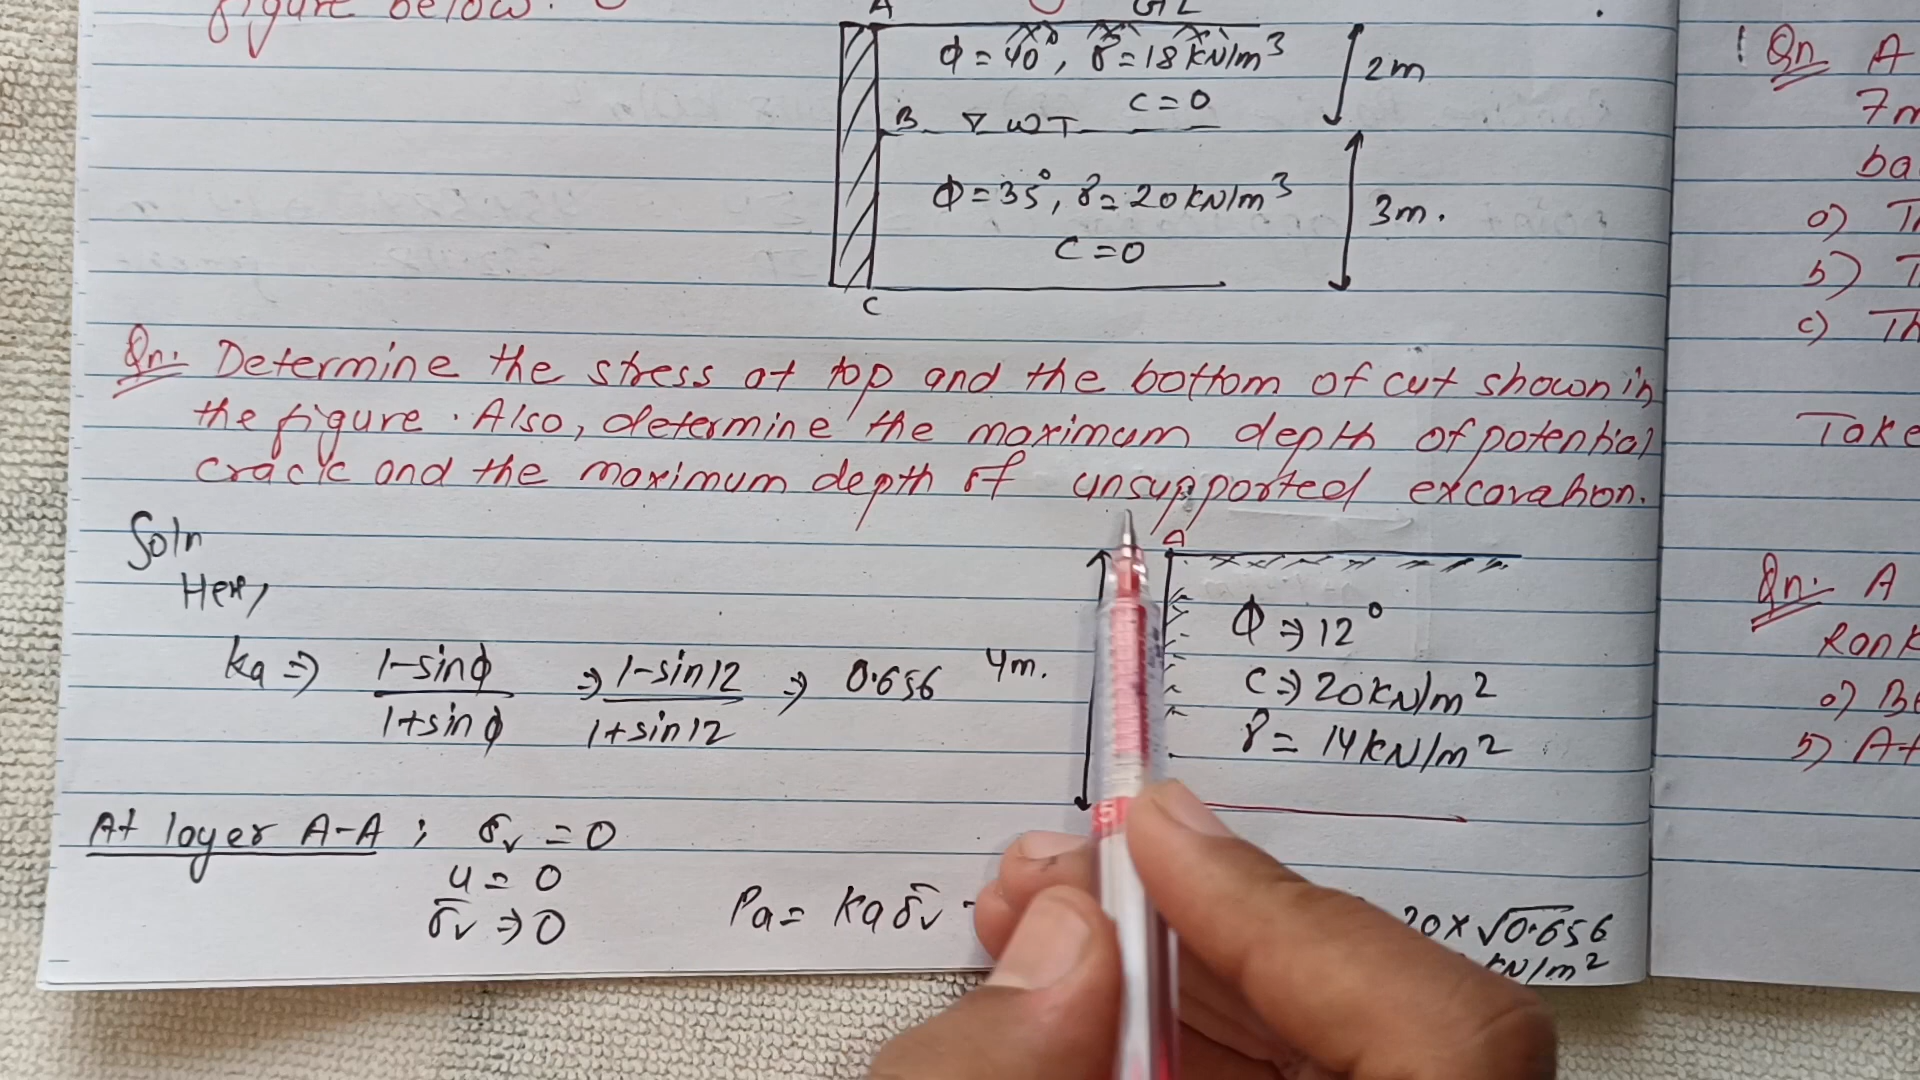 figure below.
A GL
φ = 40°, γ = 18 kN/m³
2m
C = 0
B ∇ WT
φ = 35°, γ = 20 kN/m³
3m.
C = 0
C
Qn: Determine the stress at top and the bottom of cut shown in
the figure. Also, determine the maximum depth of potential
crack and the maximum depth of unsupported excavation.
Soln
Here,
A
φ ⇒ 12°
C ⇒ 20 kN/m²
γ = 14 kN/m²
4m.
ka ⇒ 1-sinφ / 1+sinφ ⇒ 1-sin12 / 1+sin12 ⇒ 0.656
At layer A-A ; σv = 0
u = 0
σ̄v ⇒ 0
Pa = ka σ̄v -
20 × √0.656
kN/m²
! Qn A
7m
ba
a) Th
b) T
c) Th
Take
Qn: A
Rank
a) Be
b) At